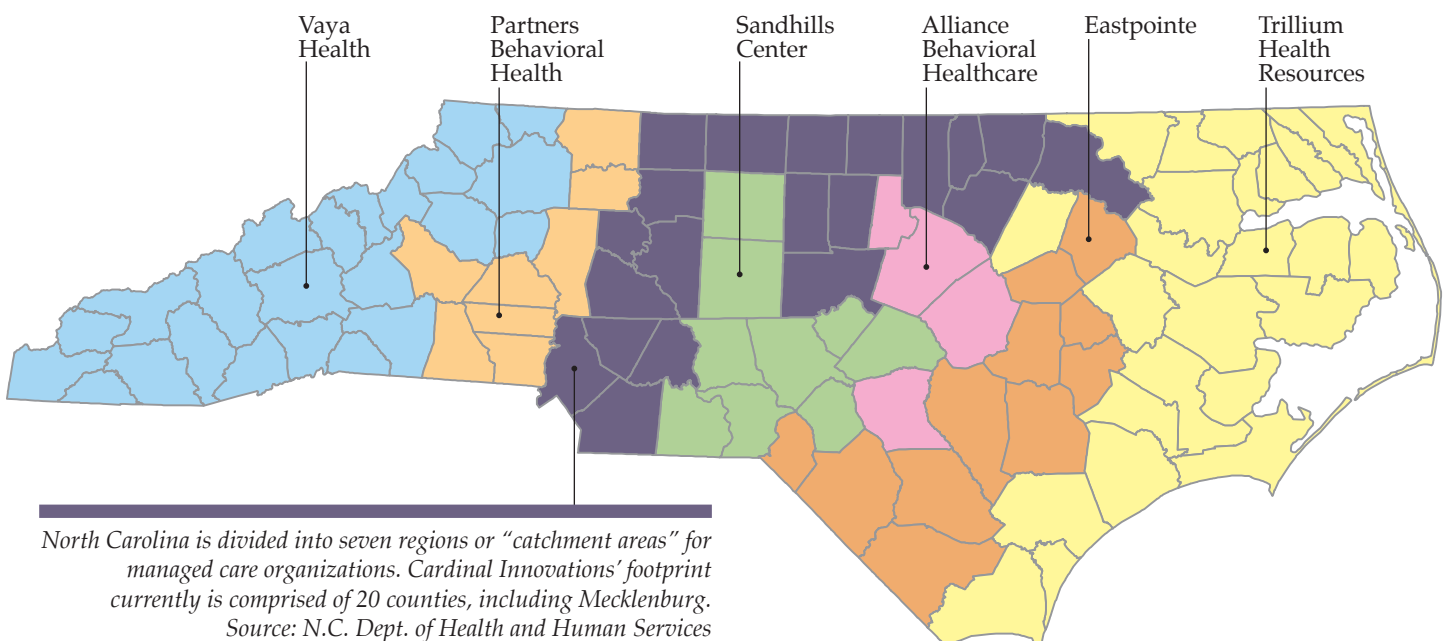 Vaya
Health
Partners
Behavioral
Health
Sandhills
Center
Alliance
Behavioral
Healthcare
Eastpointe
Trillium
Health
Resources
North Carolina is divided into seven regions or “catchment areas” for
managed care organizations. Cardinal Innovations’ footprint
currently is comprised of 20 counties, including Mecklenburg.
Source: N.C. Dept. of Health and Human Services